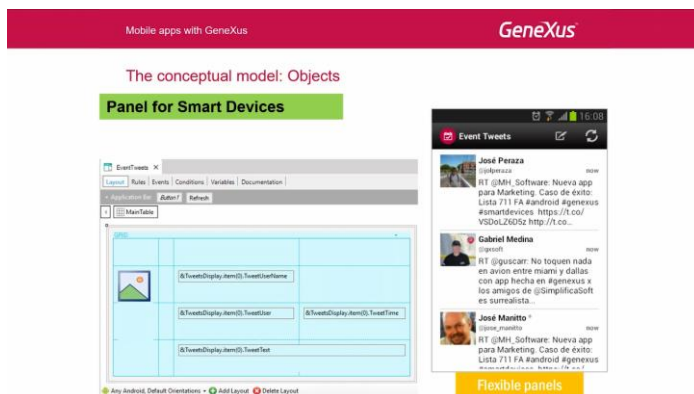 Mobile apps with GeneXus
GeneXus
The conceptual model: Objects
Panel for Smart Devices
EventTweets X
Layout Rules Events Conditions Variables Documentation
Application Bar Button1 Refresh
MainTable
&TweetsDisplay.item(0).TweetUserName
&TweetsDisplay.item(0).TweetUser
&TweetsDisplay.item(0).TweetTime
&TweetsDisplay.item(0).TweetText
Any Android, Default Orientations
Add Layout
Delete Layout
16:08
Event Tweets
José Peraza
@jolperaza
now
RT @MH_Software: Nueva app
para Marketing. Caso de éxito:
Lista 711 FA #android #genexus
#smartdevices https://t.co/
VSDoLZ6D5z http://t.co...
Gabriel Medina
@gxsoft
now
RT @guscarr: No toquen nada
en avion entre miami y dallas
con app hecha en #genexus x
los amigos de @SimplificaSoft
es surrealista...
José Manitto
@jose_manitto
now
RT @MH_Software: Nueva app
para Marketing. Caso de éxito:
Lista 711 FA #android #genexus
#smartdevices https://t.co/
Flexible panels